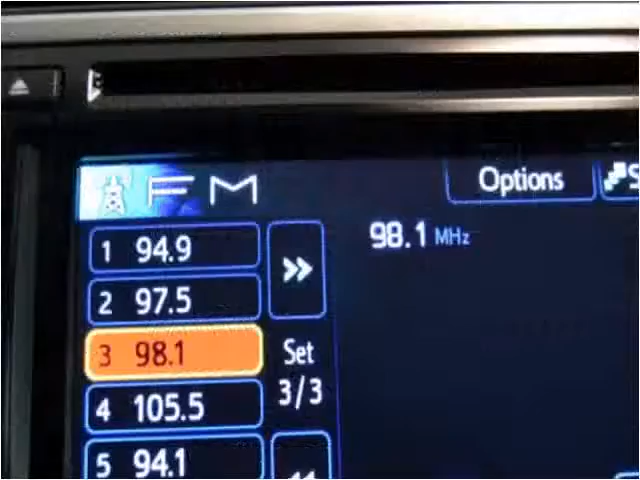 FM
Options
S
1 94.9
98.1 MHz
2 97.5
3 98.1
Set
3/3
4 105.5
5 94.1